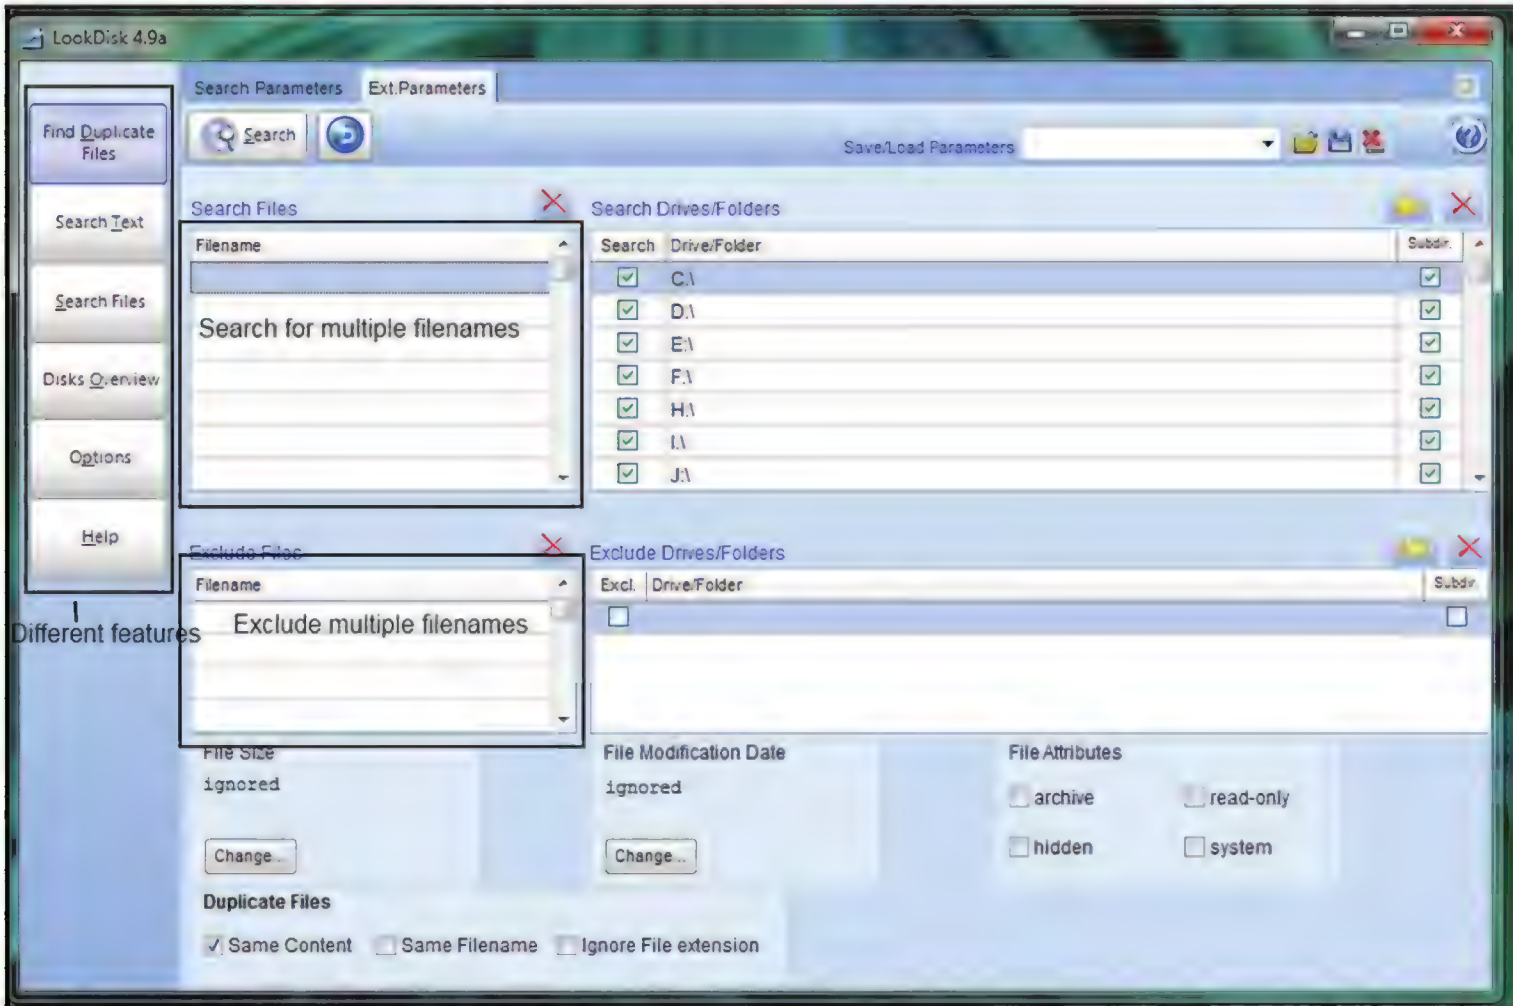 LookDisk 4.9a
Search Parameters Ext.Parameters
Find Duplicate
Files
Search
Save/Load Parameters
Search Text
Search Files
Disks Overview
Options
Help
Different features
Search Files
Filename
Search for multiple filenames
Search Drives/Folders
Search Drive/Folder Subdir.
C:\
D:\
E:\
F:\
H:\
I:\
J:\
Exclude Files
Filename
Exclude multiple filenames
Exclude Drives/Folders
Excl. Drive/Folder Subdir.
File Size
ignored
Change..
File Modification Date
ignored
Change..
File Attributes
archive read-only
hidden system
Duplicate Files
Same Content Same Filename Ignore File extension